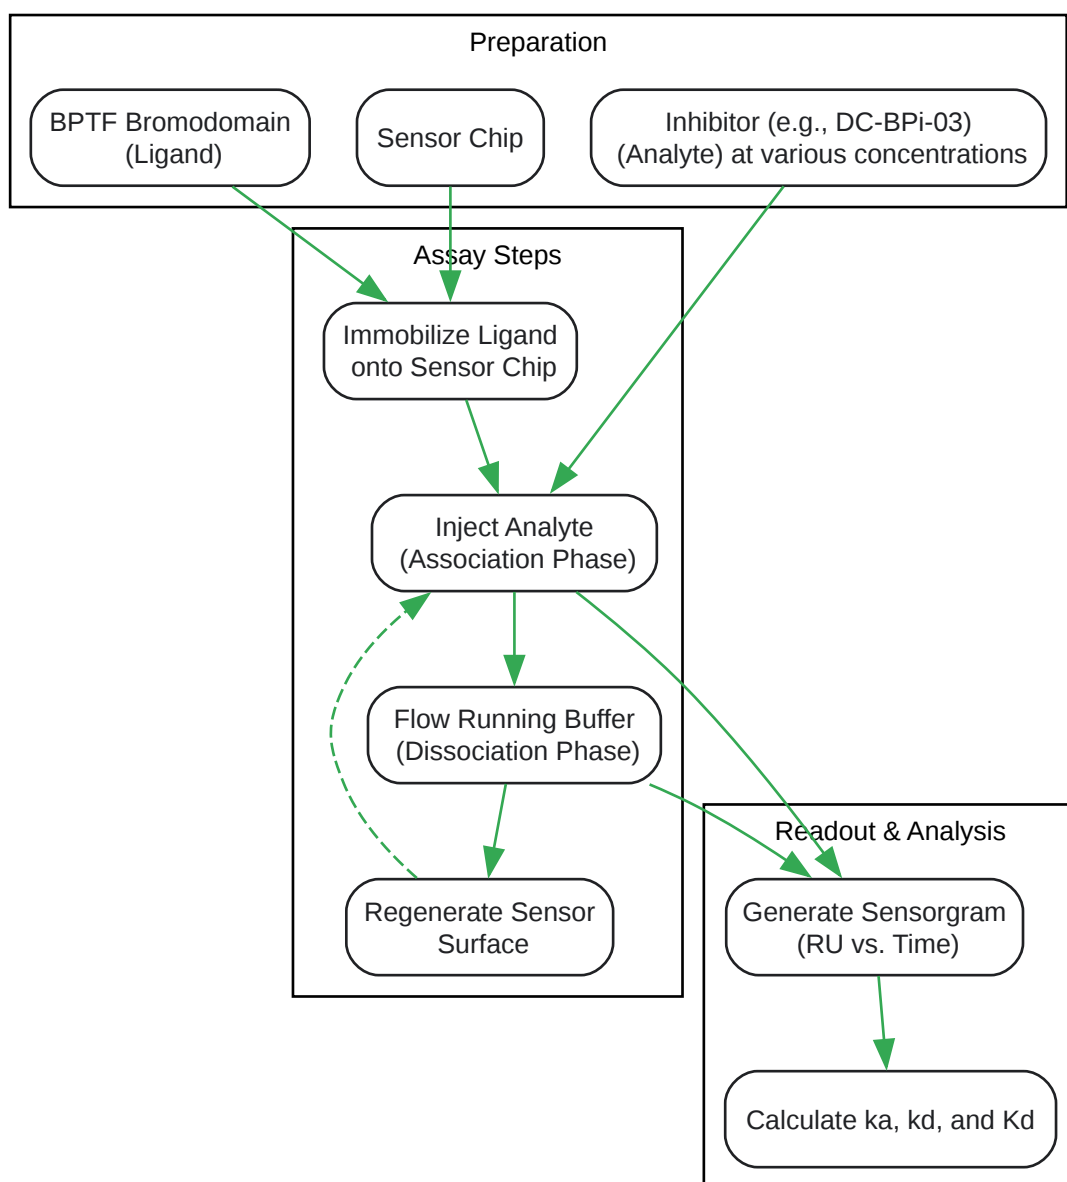 Preparation
BPTF Bromodomain
(Ligand)
Sensor Chip
Inhibitor (e.g., DC-BPi-03)
(Analyte) at various concentrations
Assay Steps
Immobilize Ligand
onto Sensor Chip
Inject Analyte
(Association Phase)
Flow Running Buffer
(Dissociation Phase)
Regenerate Sensor
Surface
Readout & Analysis
Generate Sensorgram
(RU vs. Time)
Calculate ka, kd, and Kd